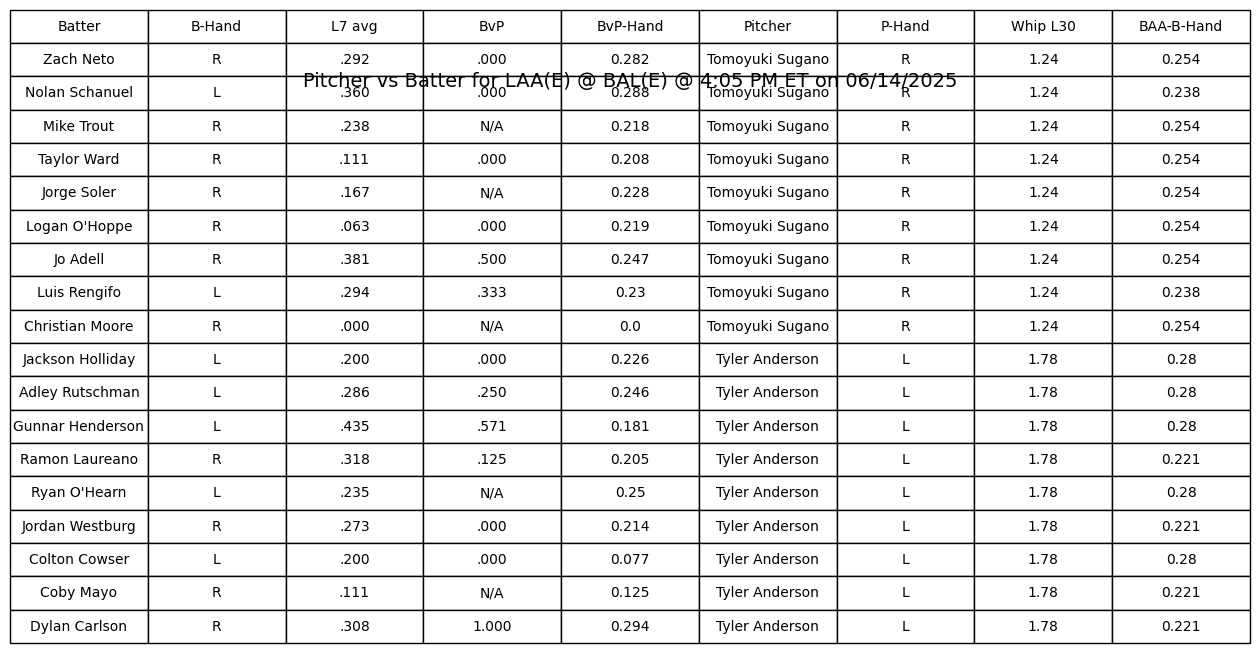 Batter B-Hand L7 avg BvP BvP-Hand Pitcher P-Hand Whip L30 BAA-B-Hand
Zach Neto R .292 .000 0.282 Tomoyuki Sugano R 1.24 0.254
Pitcher vs Batter for LAA(E) @ BAL(E) @ 4:05 PM ET on 06/14/2025
Nolan Schanuel L .360 .000 0.288 Tomoyuki Sugano R 1.24 0.238
Mike Trout R .238 N/A 0.218 Tomoyuki Sugano R 1.24 0.254
Taylor Ward R .111 .000 0.208 Tomoyuki Sugano R 1.24 0.254
Jorge Soler R .167 N/A 0.228 Tomoyuki Sugano R 1.24 0.254
Logan O'Hoppe R .063 .000 0.219 Tomoyuki Sugano R 1.24 0.254
Jo Adell R .381 .500 0.247 Tomoyuki Sugano R 1.24 0.254
Luis Rengifo L .294 .333 0.23 Tomoyuki Sugano R 1.24 0.238
Christian Moore R .000 N/A 0.0 Tomoyuki Sugano R 1.24 0.254
Jackson Holliday L .200 .000 0.226 Tyler Anderson L 1.78 0.28
Adley Rutschman L .286 .250 0.246 Tyler Anderson L 1.78 0.28
Gunnar Henderson L .435 .571 0.181 Tyler Anderson L 1.78 0.28
Ramon Laureano R .318 .125 0.205 Tyler Anderson L 1.78 0.221
Ryan O'Hearn L .235 N/A 0.25 Tyler Anderson L 1.78 0.28
Jordan Westburg R .273 .000 0.214 Tyler Anderson L 1.78 0.221
Colton Cowser L .200 .000 0.077 Tyler Anderson L 1.78 0.28
Coby Mayo R .111 N/A 0.125 Tyler Anderson L 1.78 0.221
Dylan Carlson R .308 1.000 0.294 Tyler Anderson L 1.78 0.221